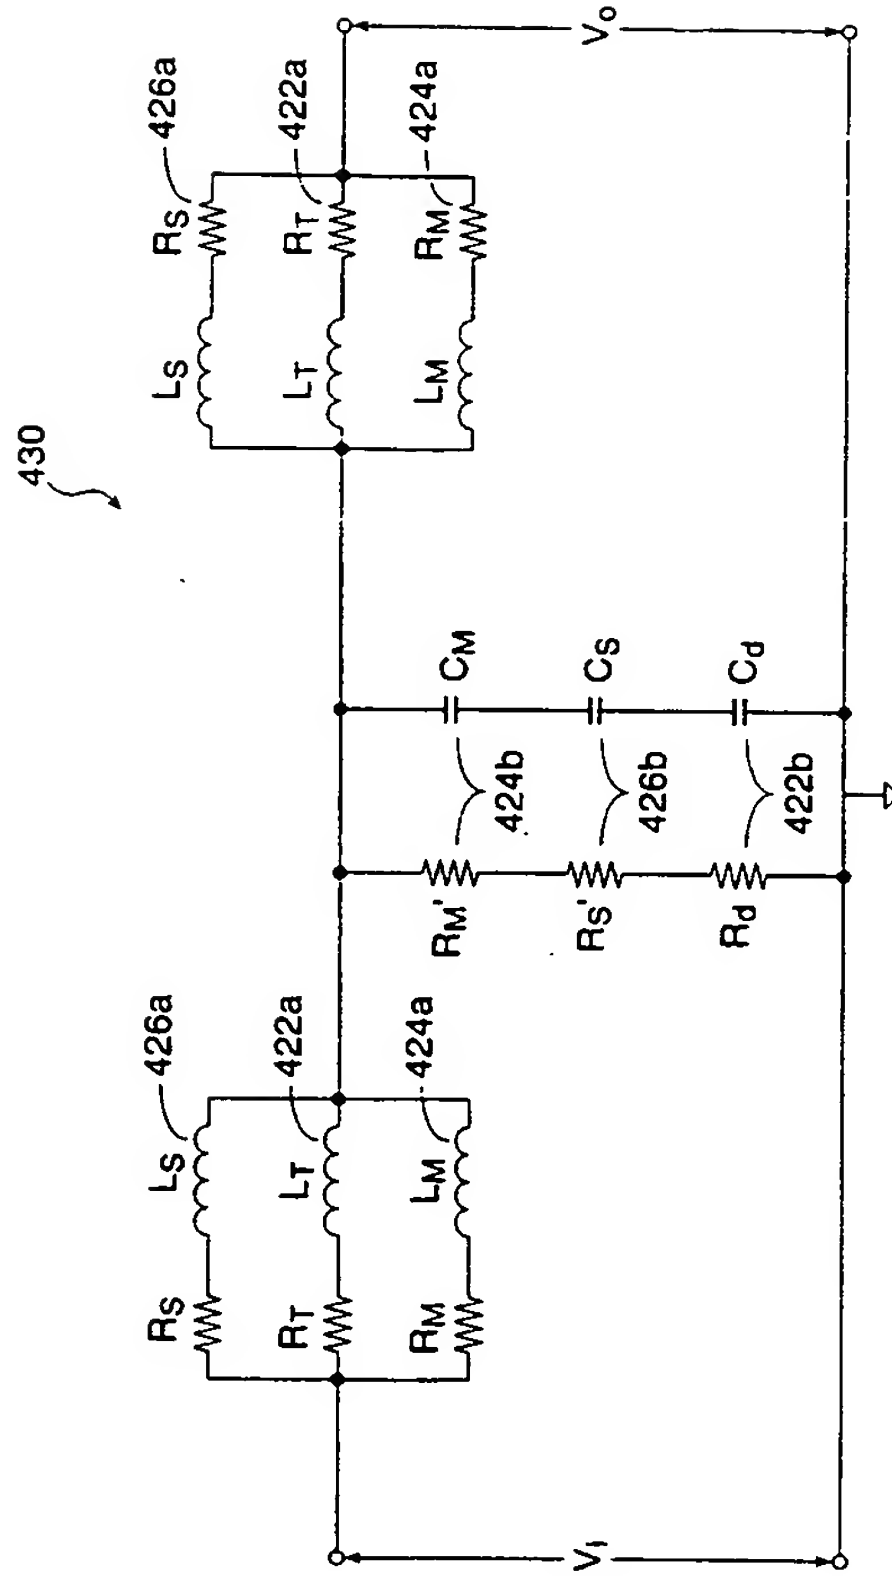 430
426a
LS
RS
422a
LT
RT
424a
LM
RM
LS
RS
426a
LT
RT
422a
LM
RM
424a
RM'
424b
CM
RS'
426b
CS
Rd
422b
Cd
Vi
Vo